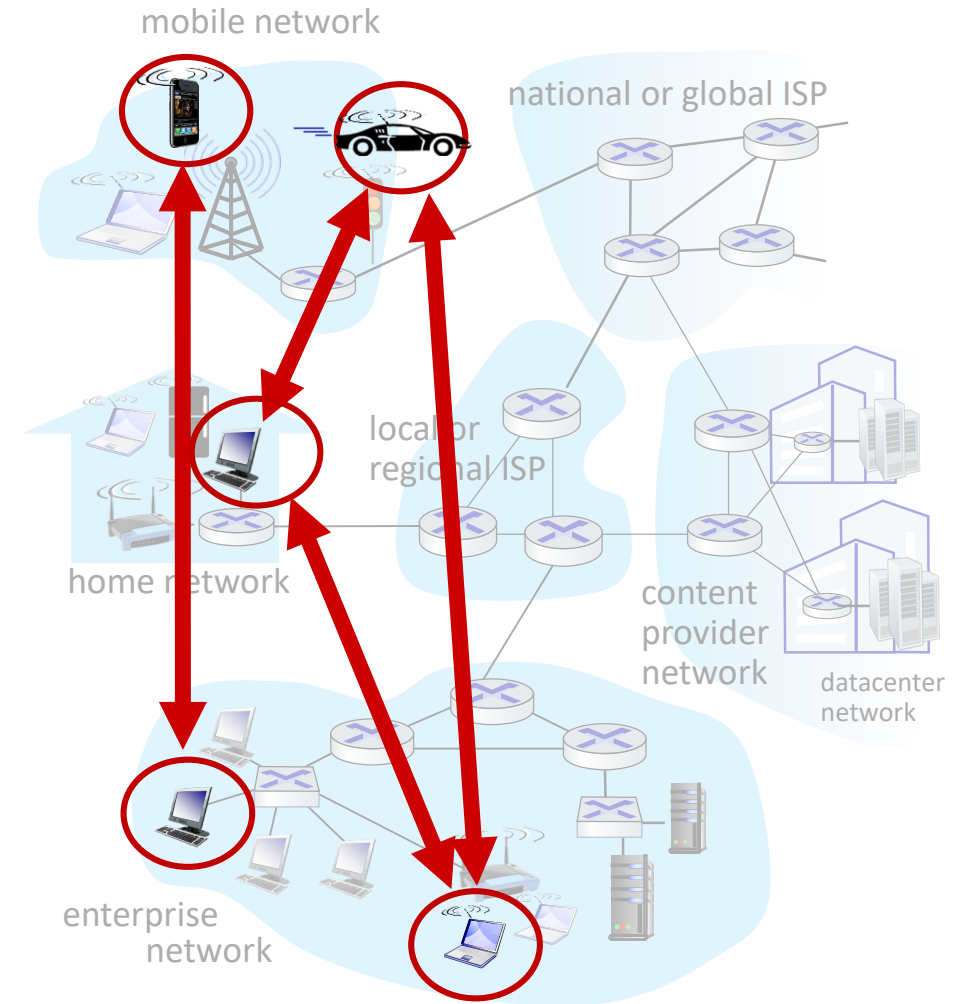 mobile network
national or global ISP
local or
regional ISP
home network
content
provider
network
datacenter
network
enterprise
network